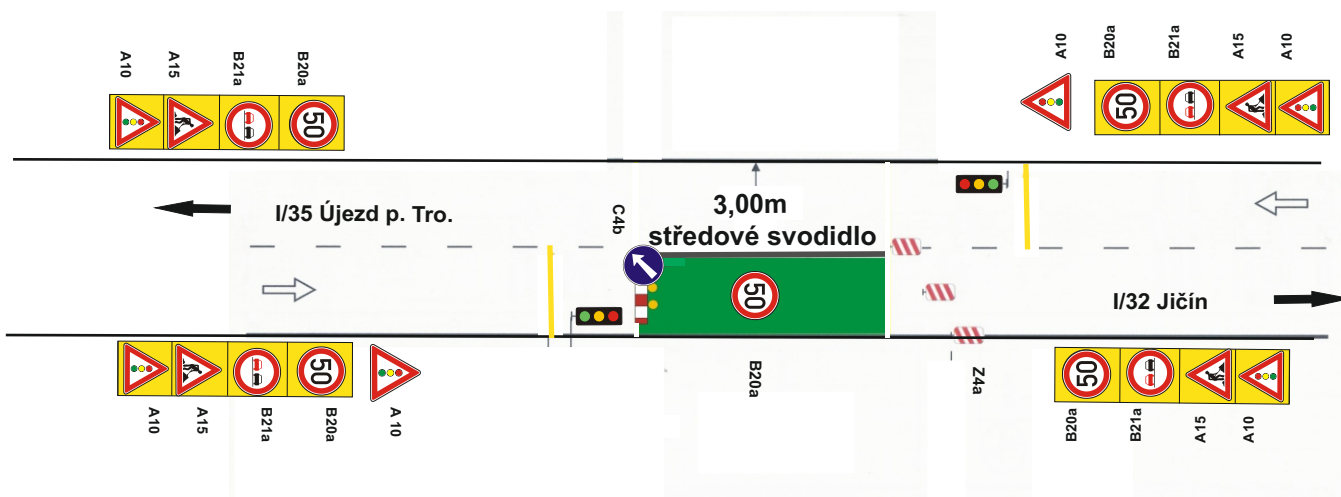 A10
A15
B21a
B20a
A10
B20a
B21a
A15
A10
50
50
I/35 Újezd p. Tro.
C4b
3,00m
středové svodidlo
50
I/32 Jičín
50
50
A10
A15
B21a
B20a
A 10
B20a
Z4a
B20a
B21a
A15
A10